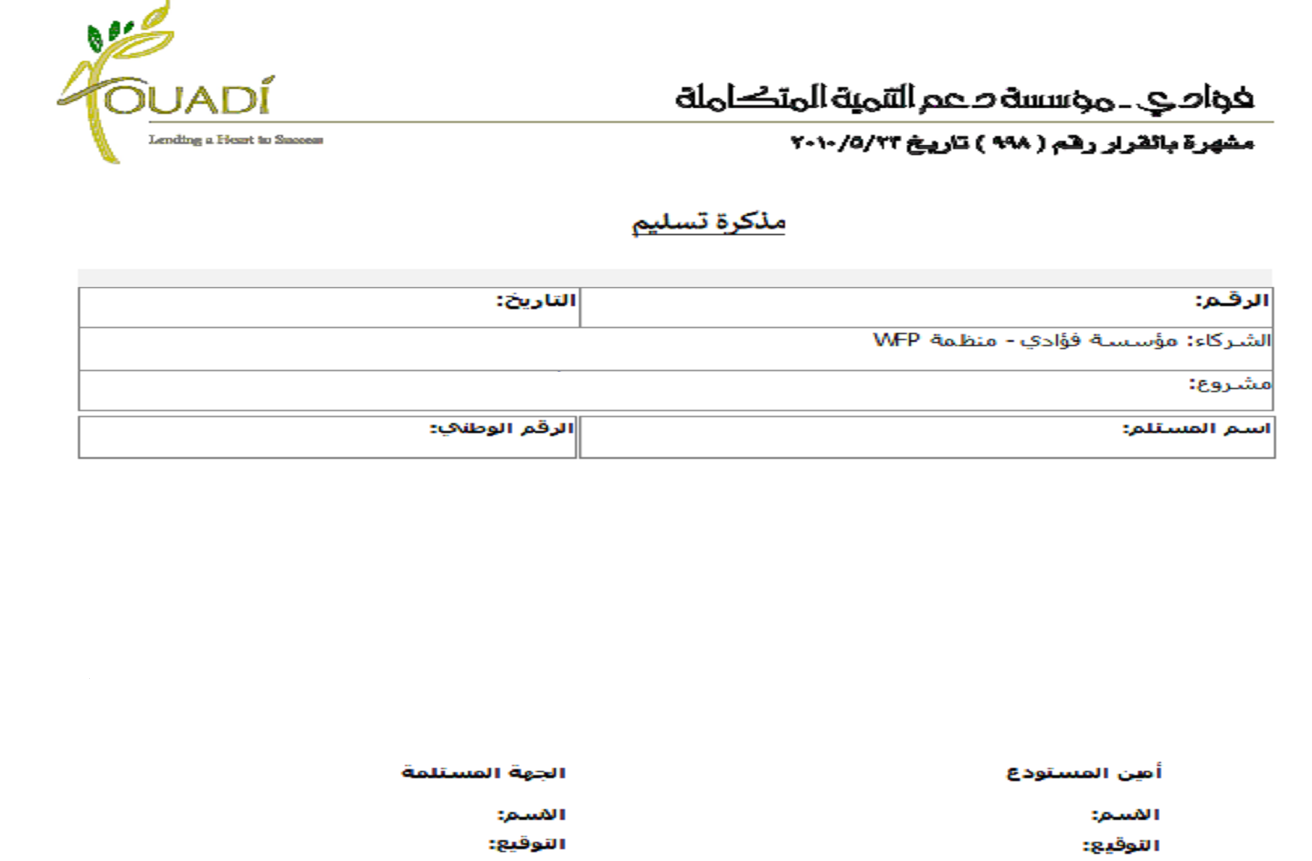 FOUADÍ
Lending a Heart to Success
فؤادي - مؤسسة دعم التنمية المتكاملة
مشهرة بالقرار رقم ( ٩٩٨ ) تاريخ ٢٠١٠/٥/٢٣
مذكرة تسليم
الرقم: التاريخ:
الشركاء: مؤسسة فؤادي - منظمة WFP
مشروع:
اسم المستلم: الرقم الوطني:
أمين المستودع الجهة المستلمة
الاسم: الاسم:
التوقيع: التوقيع: